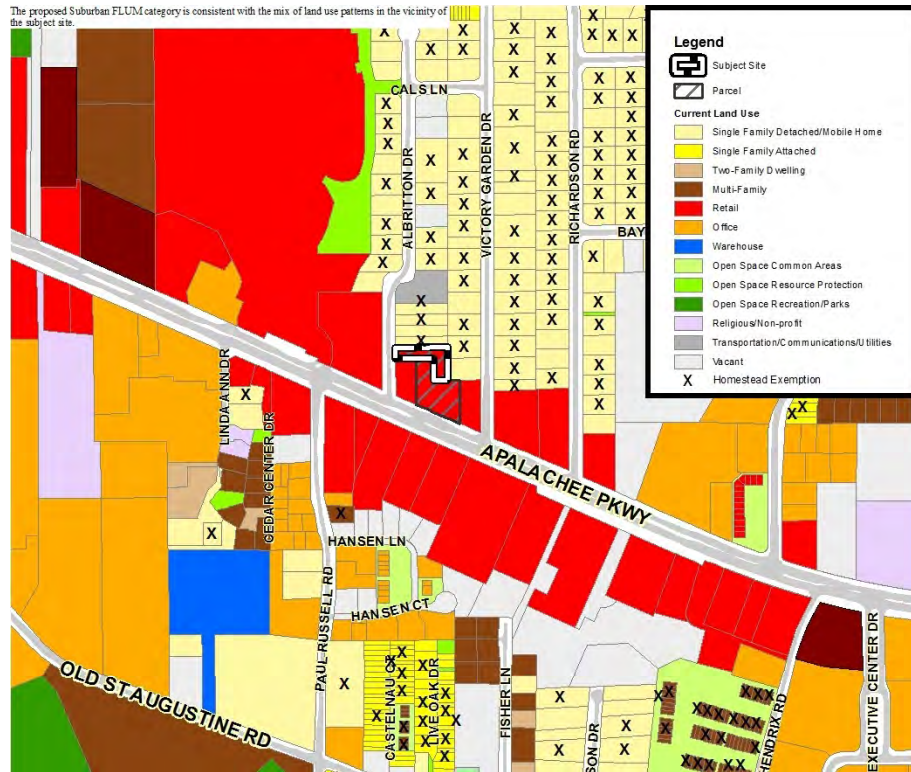 The proposed Suburban FLUM category is consistent with the mix of land use patterns in the vicinity of
the subject site.
Legend
Subject Site
Parcel
Current Land Use
Single Family Detached/Mobile Home
Single Family Attached
Two-Family Dwelling
Multi-Family
Retail
Office
Warehouse
Open Space Common Areas
Open Space Resource Protection
Open Space Recreation/Parks
Religious/Non-profit
Transportation/Communications/Utilities
Vacant
X Homestead Exemption
CALS LN
ALBRITTON DR
VICTORY GARDEN DR
RICHARDSON RD
BAY
LINDA ANN DR
CEDAR CENTER DR
APALACHEE PKWY
PAUL RUSSELL RD
HANSEN LN
HANSEN CT
OLD ST AUGUSTINE RD
CASTELNAU C
LIVE OAK DR
FISHER LN
SON DR
HENDRIX RD
EXECUTIVE CENTER DR